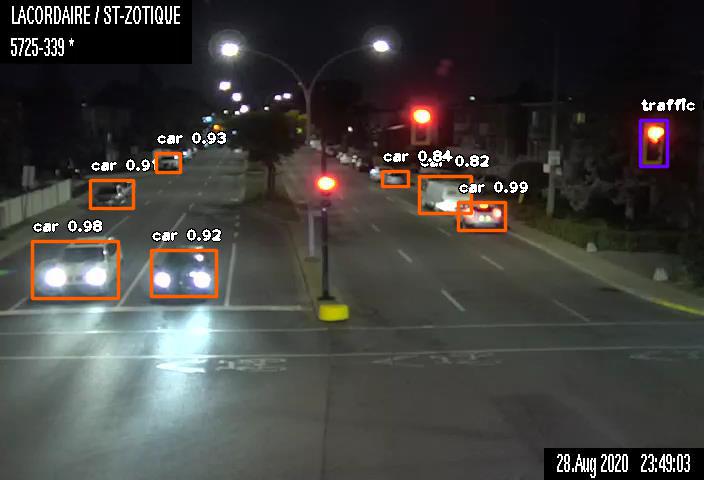 LACORDAIRE / ST-ZOTIQUE
5725-339 *
traffic
car 0.93
car 0.84
0.82
car 0.9
car 0.99
car 0.98
car 0.92
28.Aug 2020 23:49:03